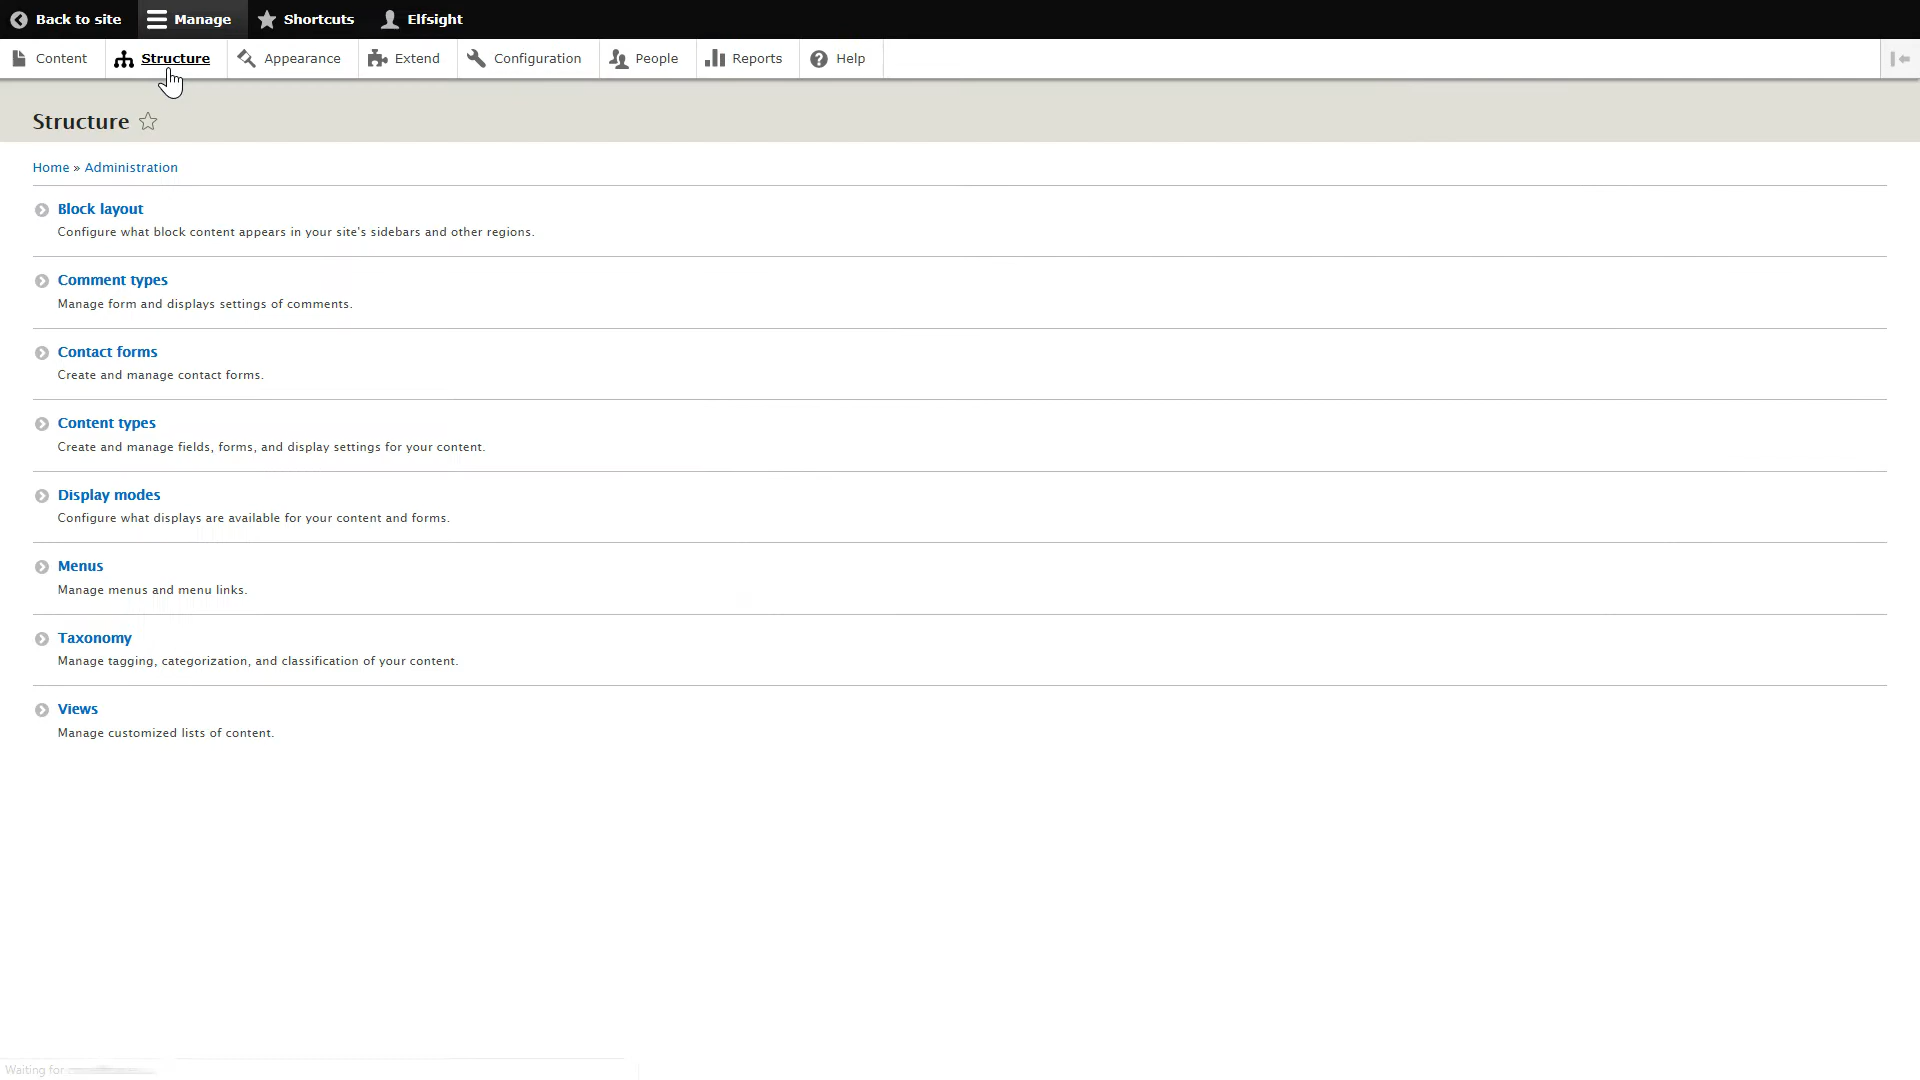 Back to site Manage Shortcuts Elfsight
Content Structure Appearance Extend Configuration People Reports Help
Structure
Home » Administration
Block layout
Configure what block content appears in your site's sidebars and other regions.
Comment types
Manage form and displays settings of comments.
Contact forms
Create and manage contact forms.
Content types
Create and manage fields, forms, and display settings for your content.
Display modes
Configure what displays are available for your content and forms.
Menus
Manage menus and menu links.
Taxonomy
Manage tagging, categorization, and classification of your content.
Views
Manage customized lists of content.
Waiting for